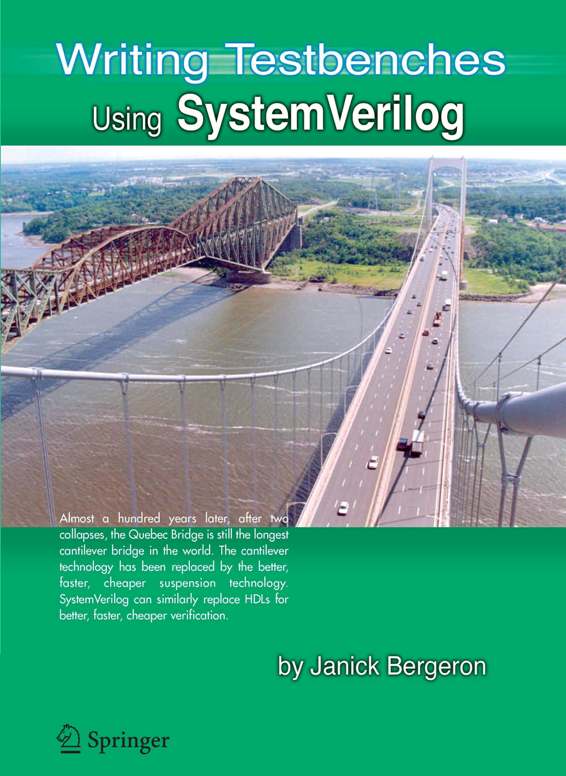 Writing Testbenches
Using SystemVerilog
Almost a hundred years later, after two
collapses, the Quebec Bridge is still the longest
cantilever bridge in the world. The cantilever
technology has been replaced by the better,
faster, cheaper suspension technology.
SystemVerilog can similarly replace HDLs for
better, faster, cheaper verification.
by Janick Bergeron
Springer